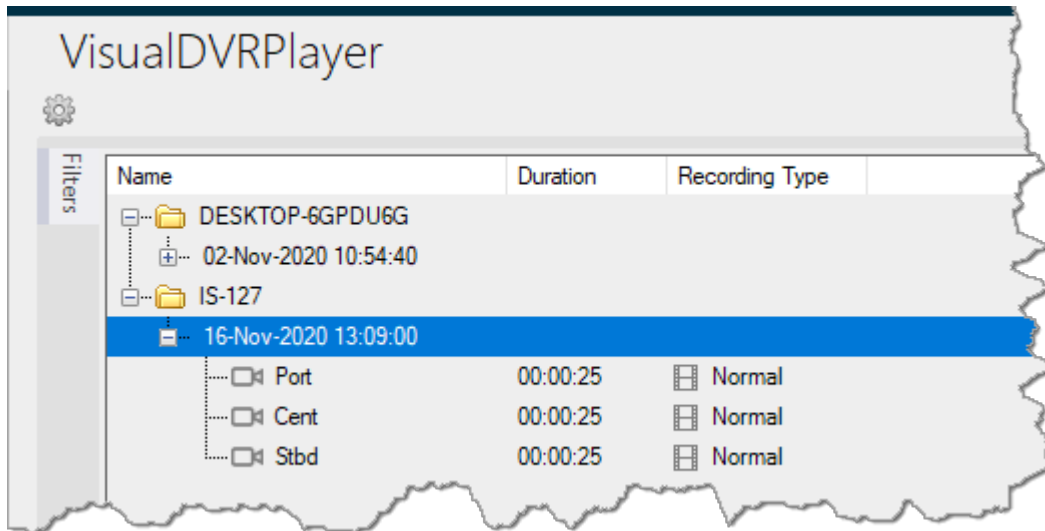 VisualDVRPlayer
Filters
Name Duration Recording Type
DESKTOP-6GPDU6G
02-Nov-2020 10:54:40
IS-127
16-Nov-2020 13:09:00
Port 00:00:25 Normal
Cent 00:00:25 Normal
Stbd 00:00:25 Normal